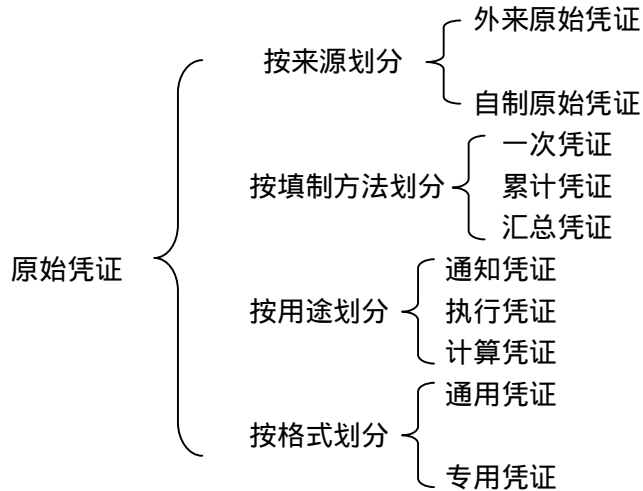 原始凭证
按来源划分
外来原始凭证
自制原始凭证
按填制方法划分
一次凭证
累计凭证
汇总凭证
按用途划分
通知凭证
执行凭证
计算凭证
按格式划分
通用凭证
专用凭证